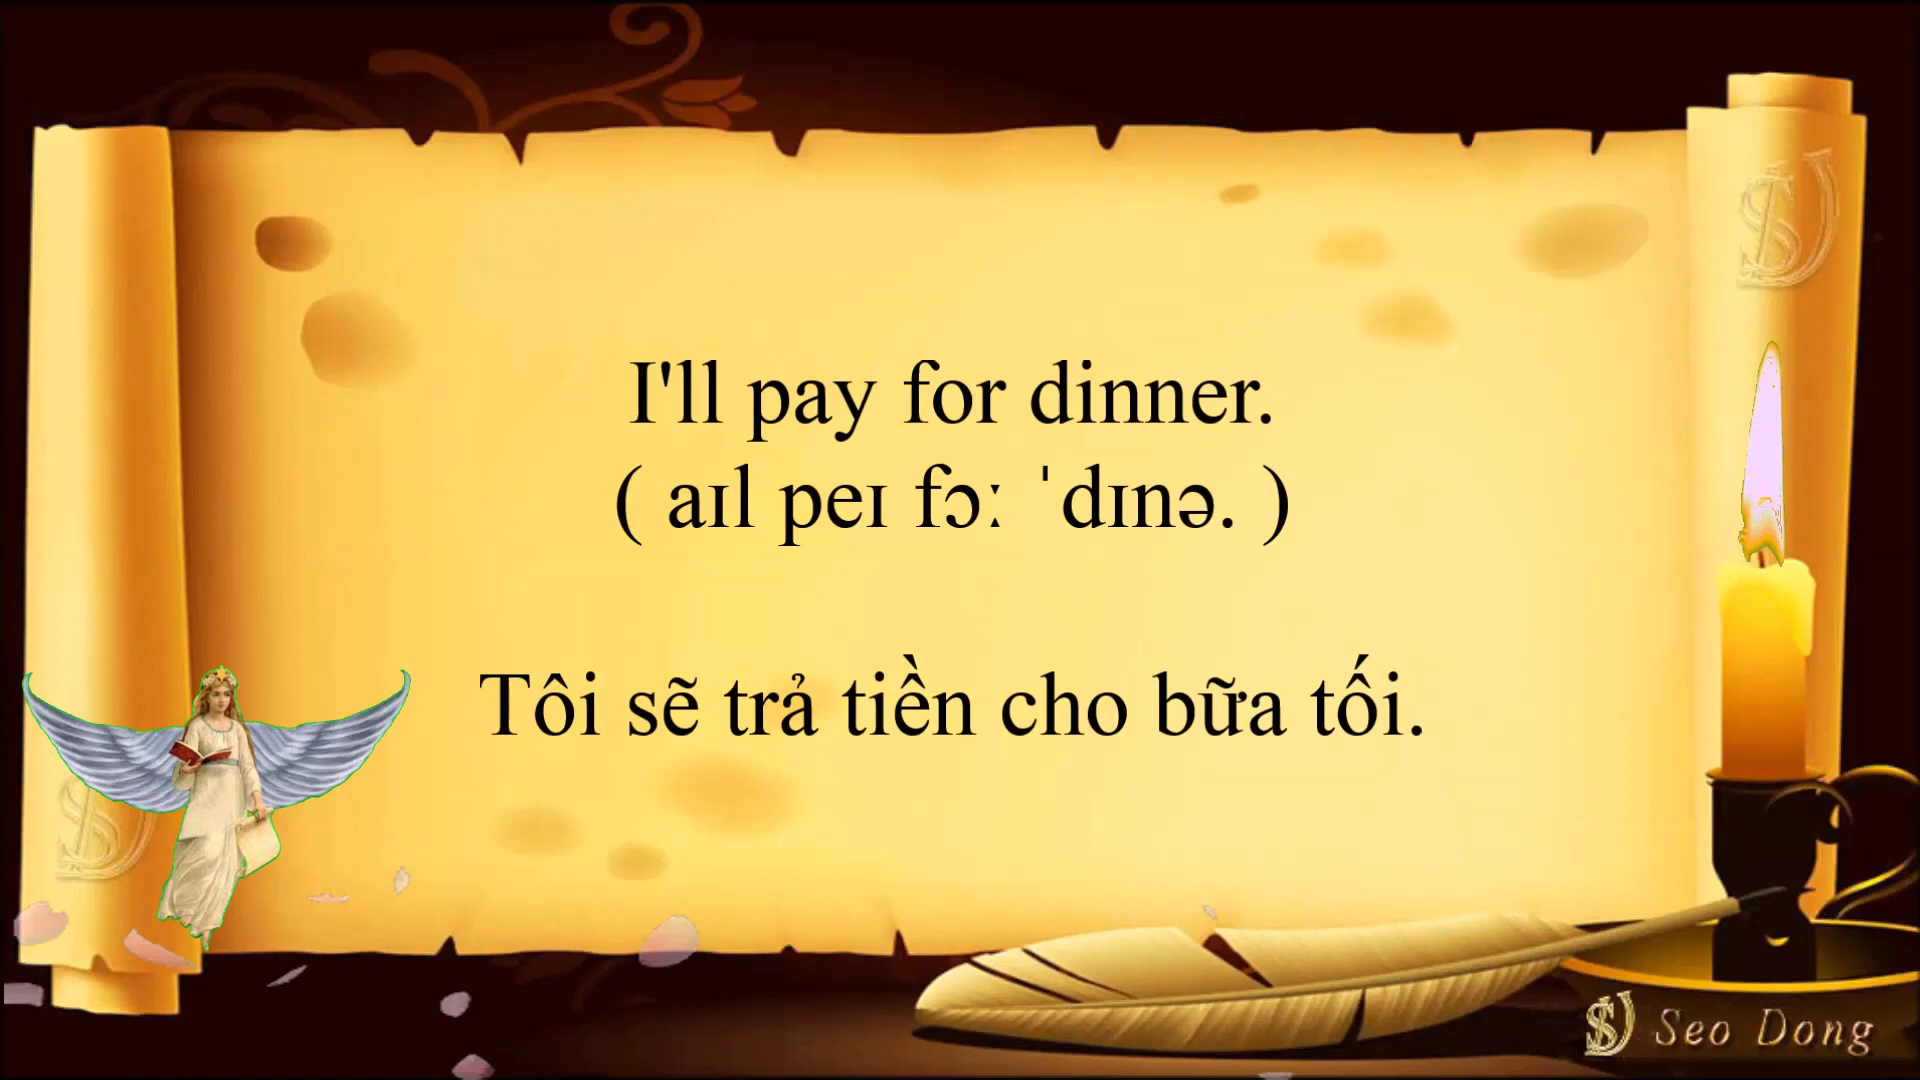 I'll pay for dinner.
( aɪl peɪ fɔː ˈdɪnə. )
Tôi sẽ trả tiền cho bữa tối.
Seo Dong